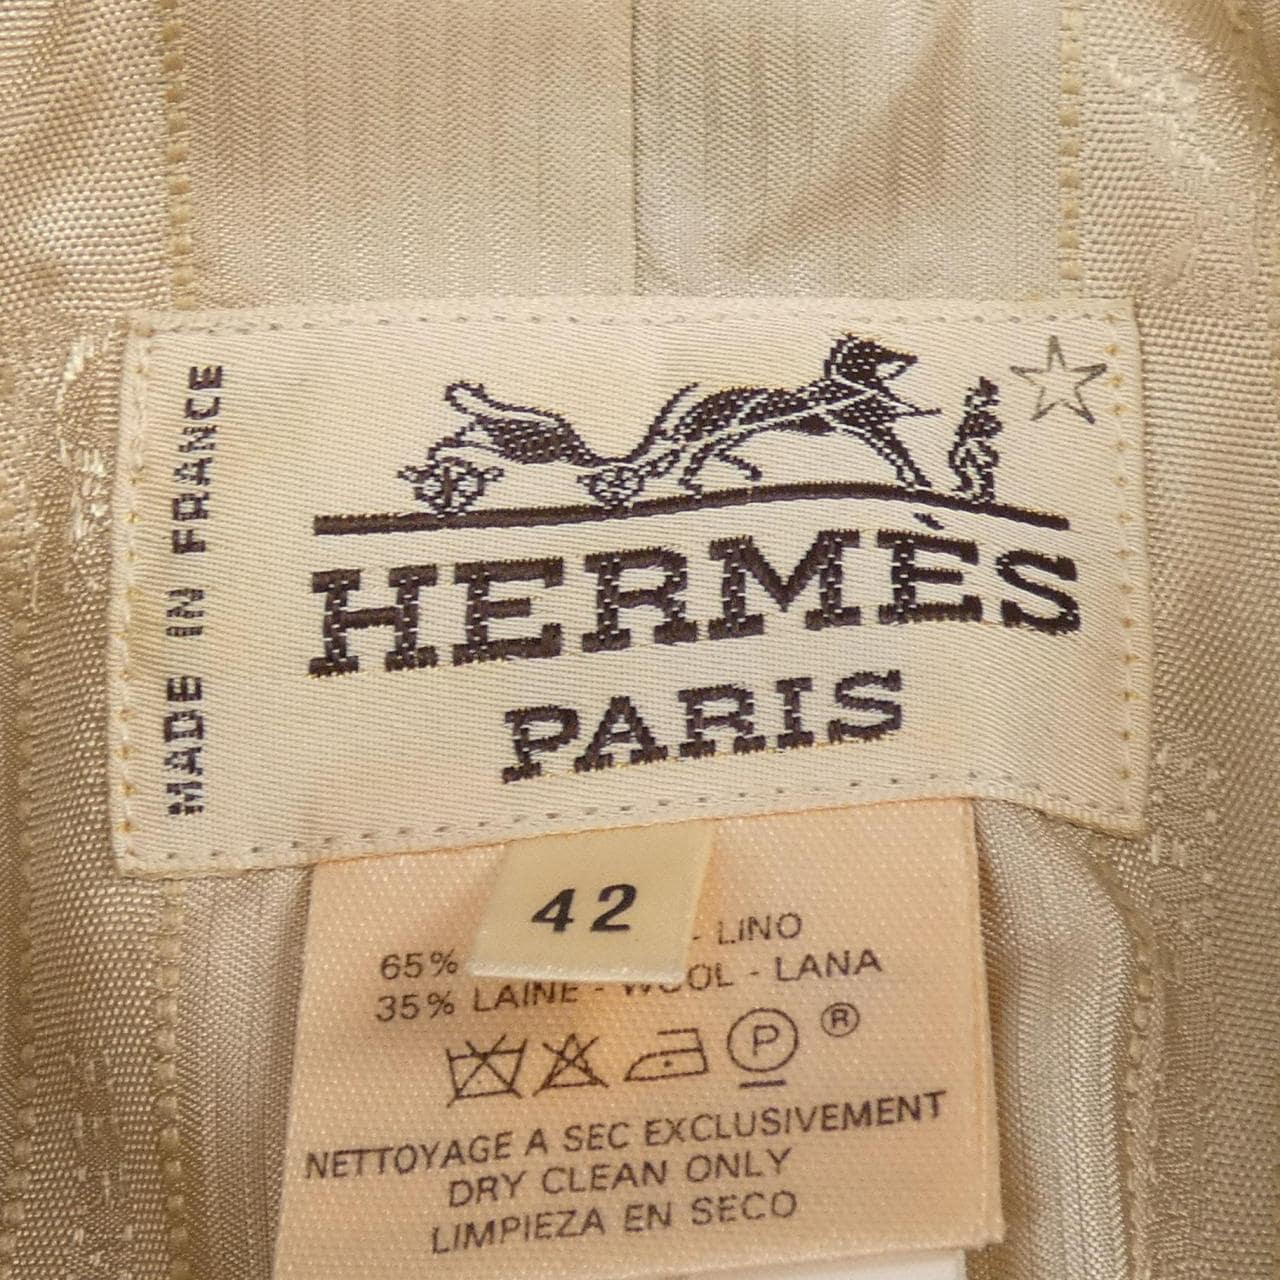 MADE IN FRANCE
HERMÈS
PARIS
42
65% - LINO
35% LAINE - WOOL - LANA
P ®
NETTOYAGE A SEC EXCLUSIVEMENT
DRY CLEAN ONLY
LIMPIEZA EN SECO